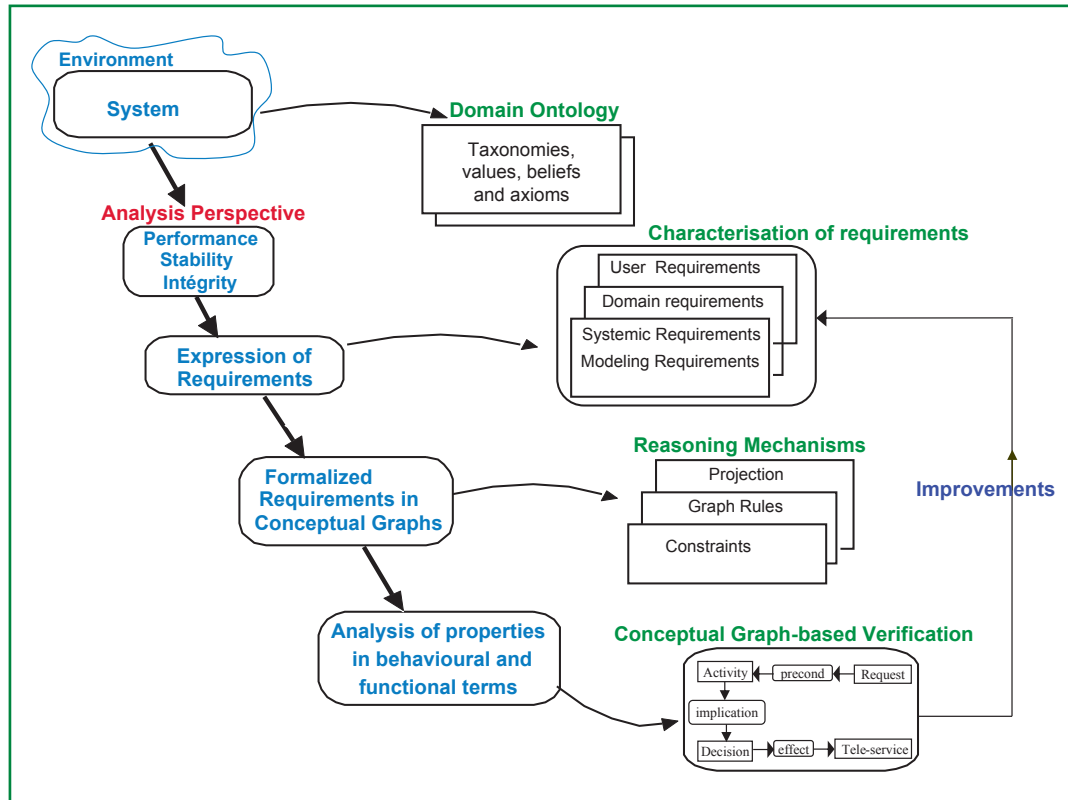 Environment
System
Domain Ontology
Taxonomies,
values, beliefs
and axioms
Analysis Perspective
Performance
Stability
Intégrity
Characterisation of requirements
User Requirements
Domain requirements
Systemic Requirements
Modeling Requirements
Expression of
Requirements
Reasoning Mechanisms
Projection
Graph Rules
Constraints
Formalized
Requirements in
Conceptual Graphs
Improvements
Analysis of properties
in behavioural and
functional terms
Conceptual Graph-based Verification
Activity precond Request
implication
Decision effect Tele-service